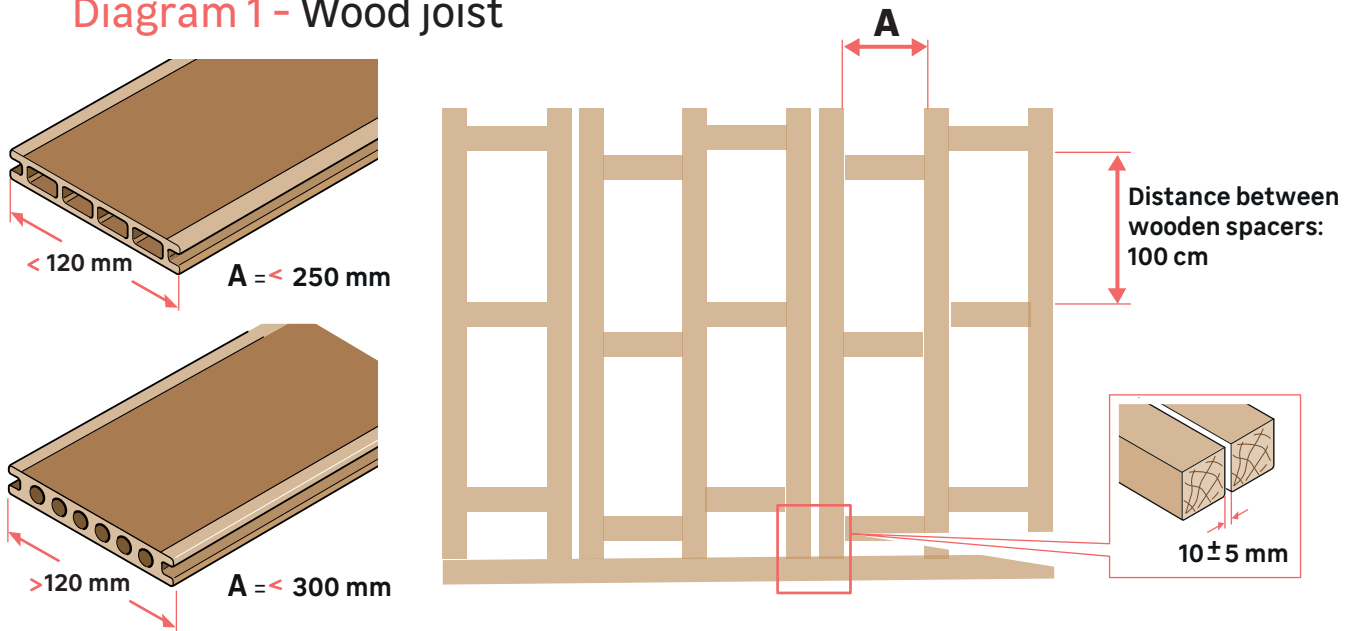 Diagram 1 - Wood joist
A
< 120 mm
A = < 250 mm
Distance between
wooden spacers:
100 cm
>120 mm
A = < 300 mm
10±5 mm